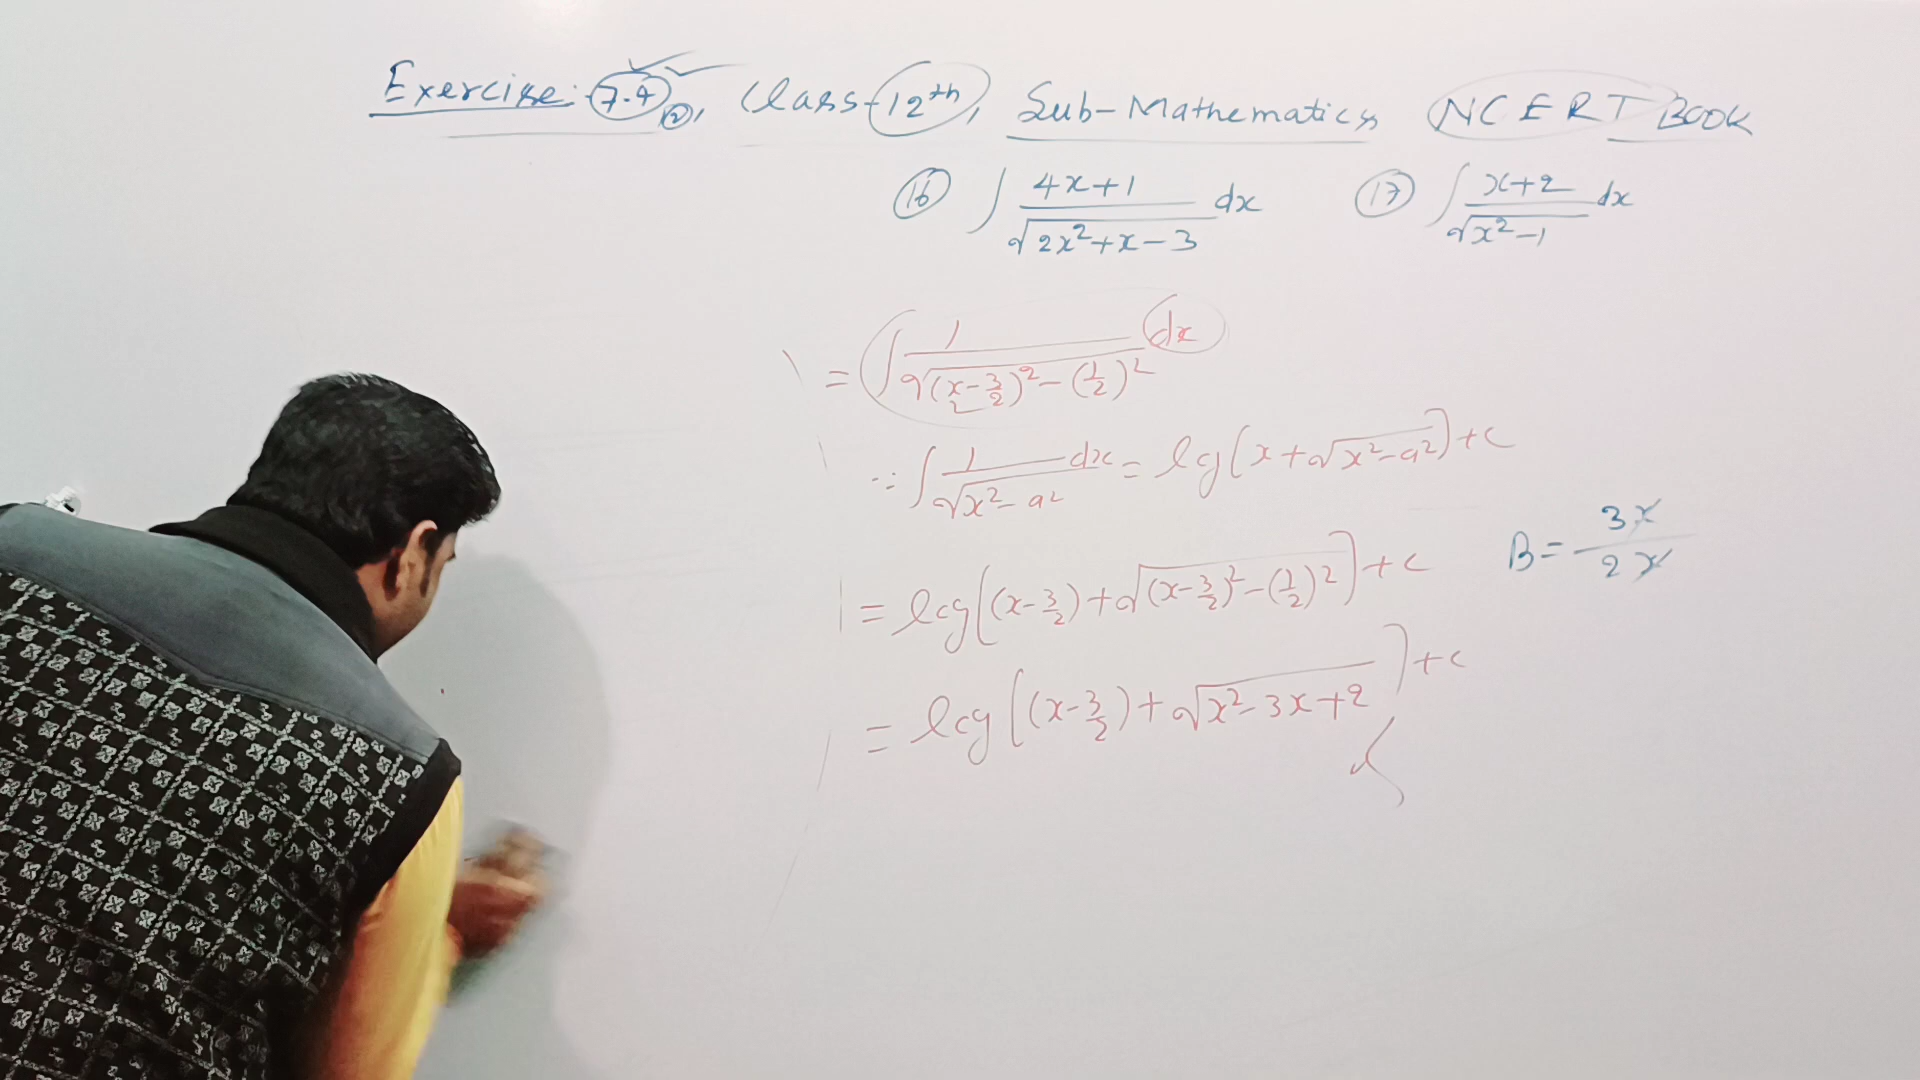 Exercise: 7.4 (2), Class-12th, Sub-Mathematics NCERT BOOK
(16) ∫ 4x+1/√(2x²+x-3) dx (17) ∫ x+2/√(x²-1) dx
= ∫ 1/√((x-3/2)²-(1/2)²) dx
∵ ∫ 1/√(x²-a²) dx = log(x+√(x²-a²))+c
= log[(x-3/2)+√((x-3/2)²-(1/2)²)]+c
B = 3x/2x
= log[(x-3/2)+√(x²-3x+2)]+c